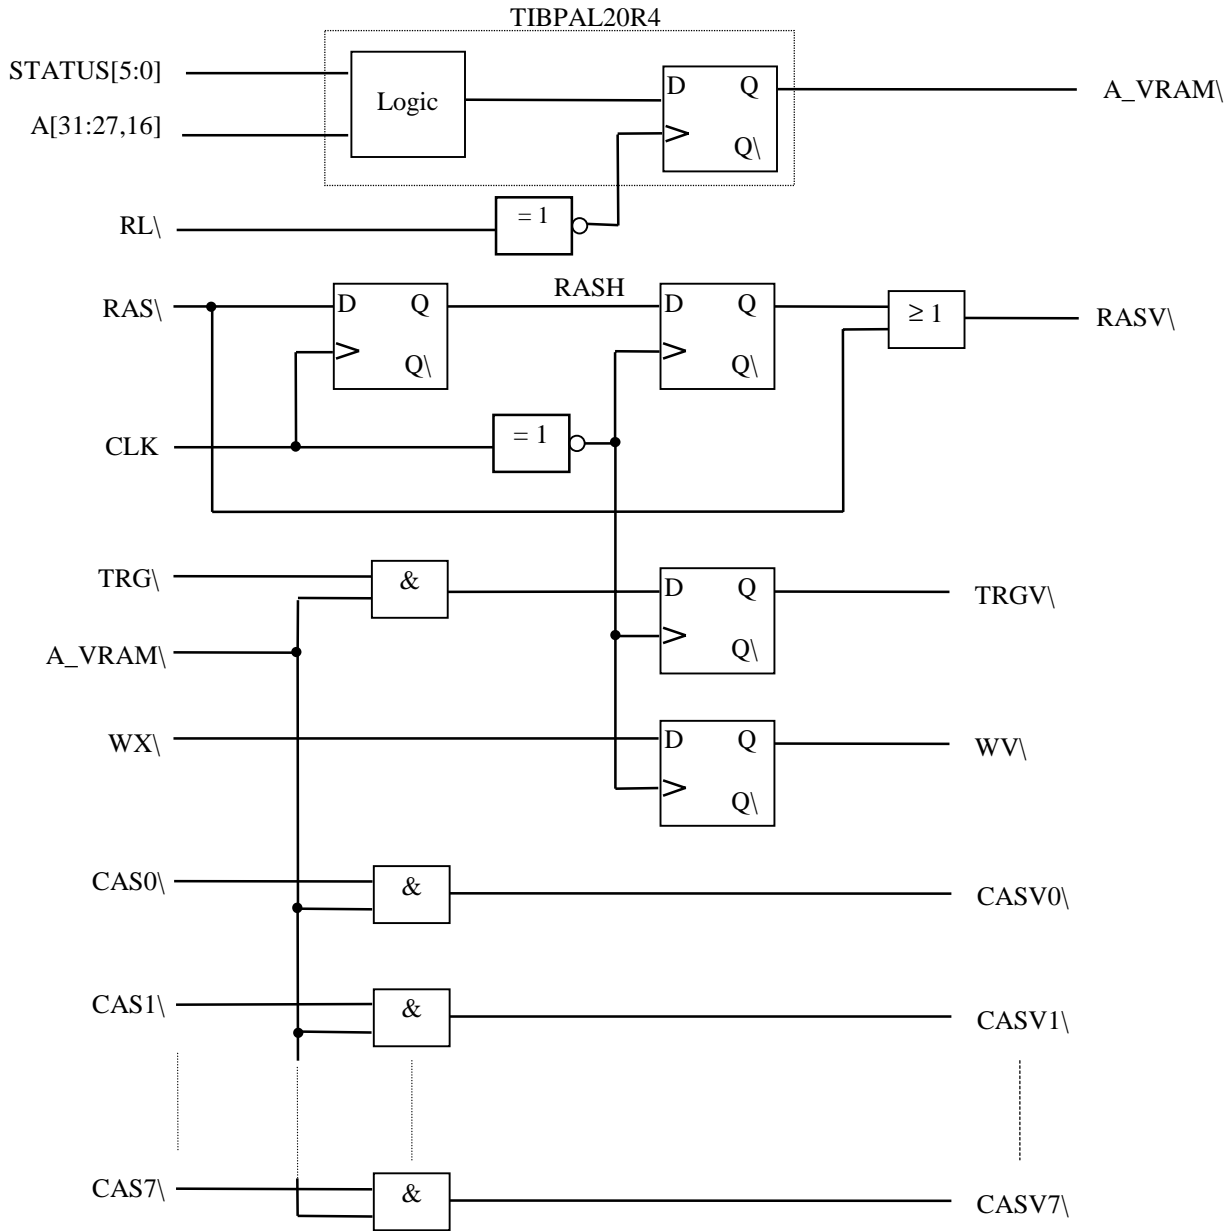 TIBPAL20R4
STATUS[5:0]
A[31:27,16]
Logic
D Q
Q\
A_VRAM\
RL\
= 1
RAS\
D Q
Q\
RASH
D Q
Q\
≥ 1
RASV\
CLK
= 1
TRG\
&
D Q
Q\
TRGV\
A_VRAM\
WX\
D Q
Q\
WV\
CAS0\
&
CASV0\
CAS1\
&
CASV1\
CAS7\
&
CASV7\